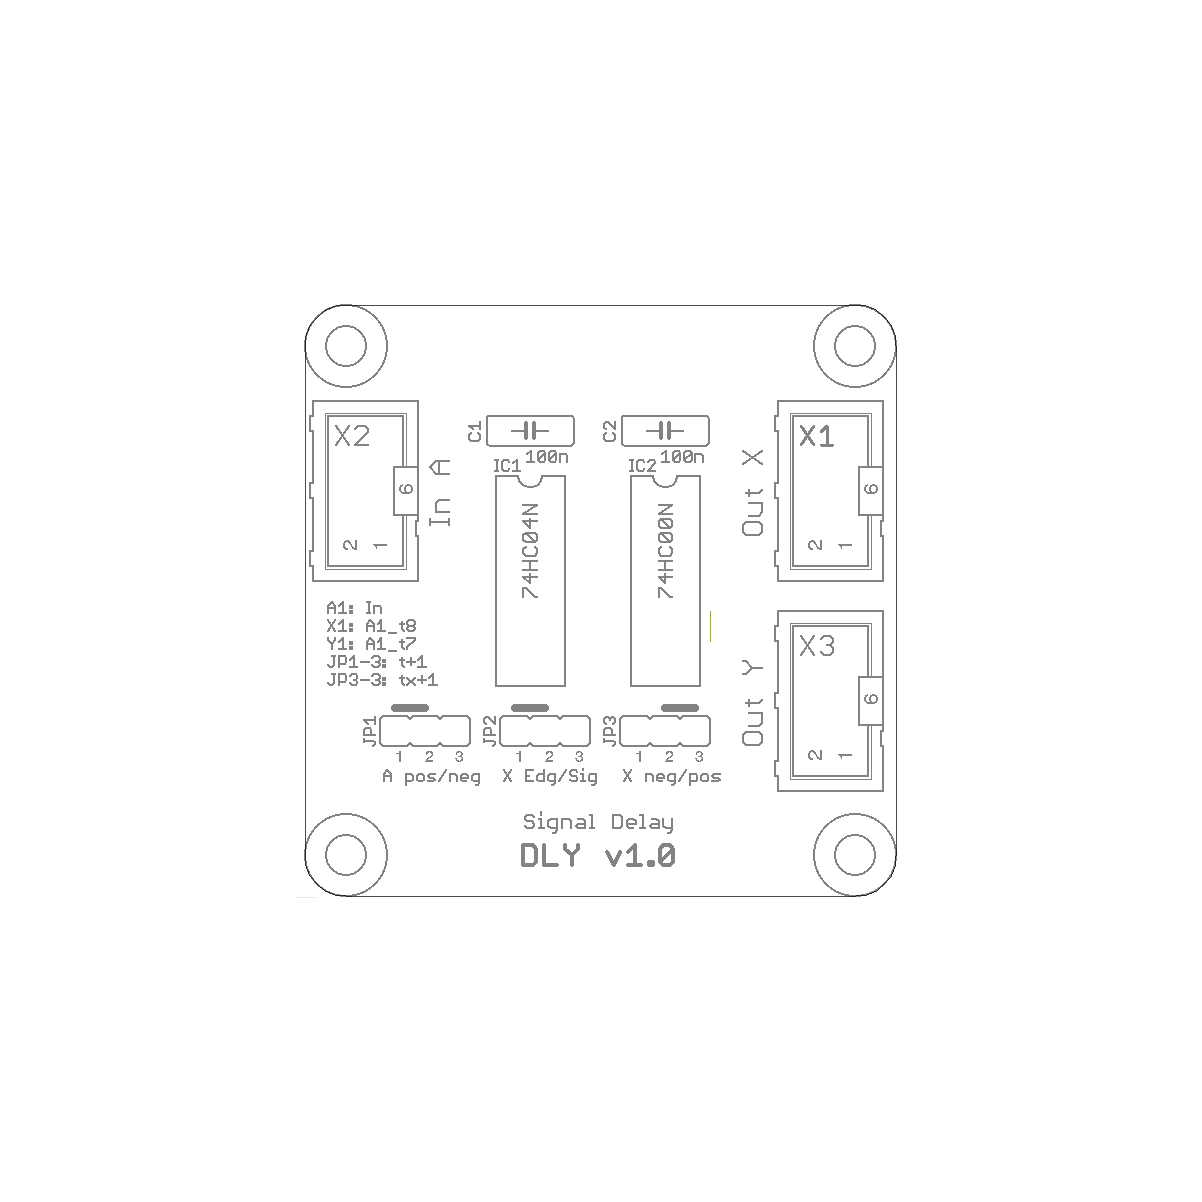 X2
6
2 1
In A
C1
100n
IC1
74HC04N
C2
100n
IC2
74HC00N
Out X
X1
6
2 1
A1: In
X1: A1_t8
Y1: A1_t7
JP1-3: t+1
JP3-3: tx+1
Out Y
X3
6
2 1
JP1
1 2 3
A pos/neg
JP2
1 2 3
X Edg/Sig
JP3
1 2 3
X neg/pos
Signal Delay
DLY v1.0